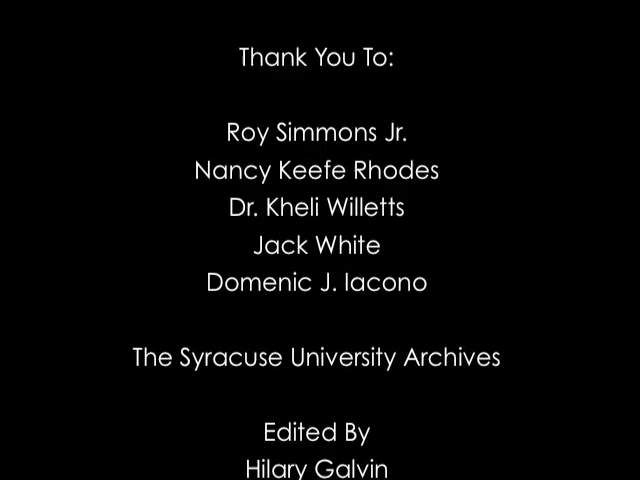 Thank You To:
Roy Simmons Jr.
Nancy Keefe Rhodes
Dr. Kheli Willetts
Jack White
Domenic J. Iacono
The Syracuse University Archives
Edited By
Hilary Galvin